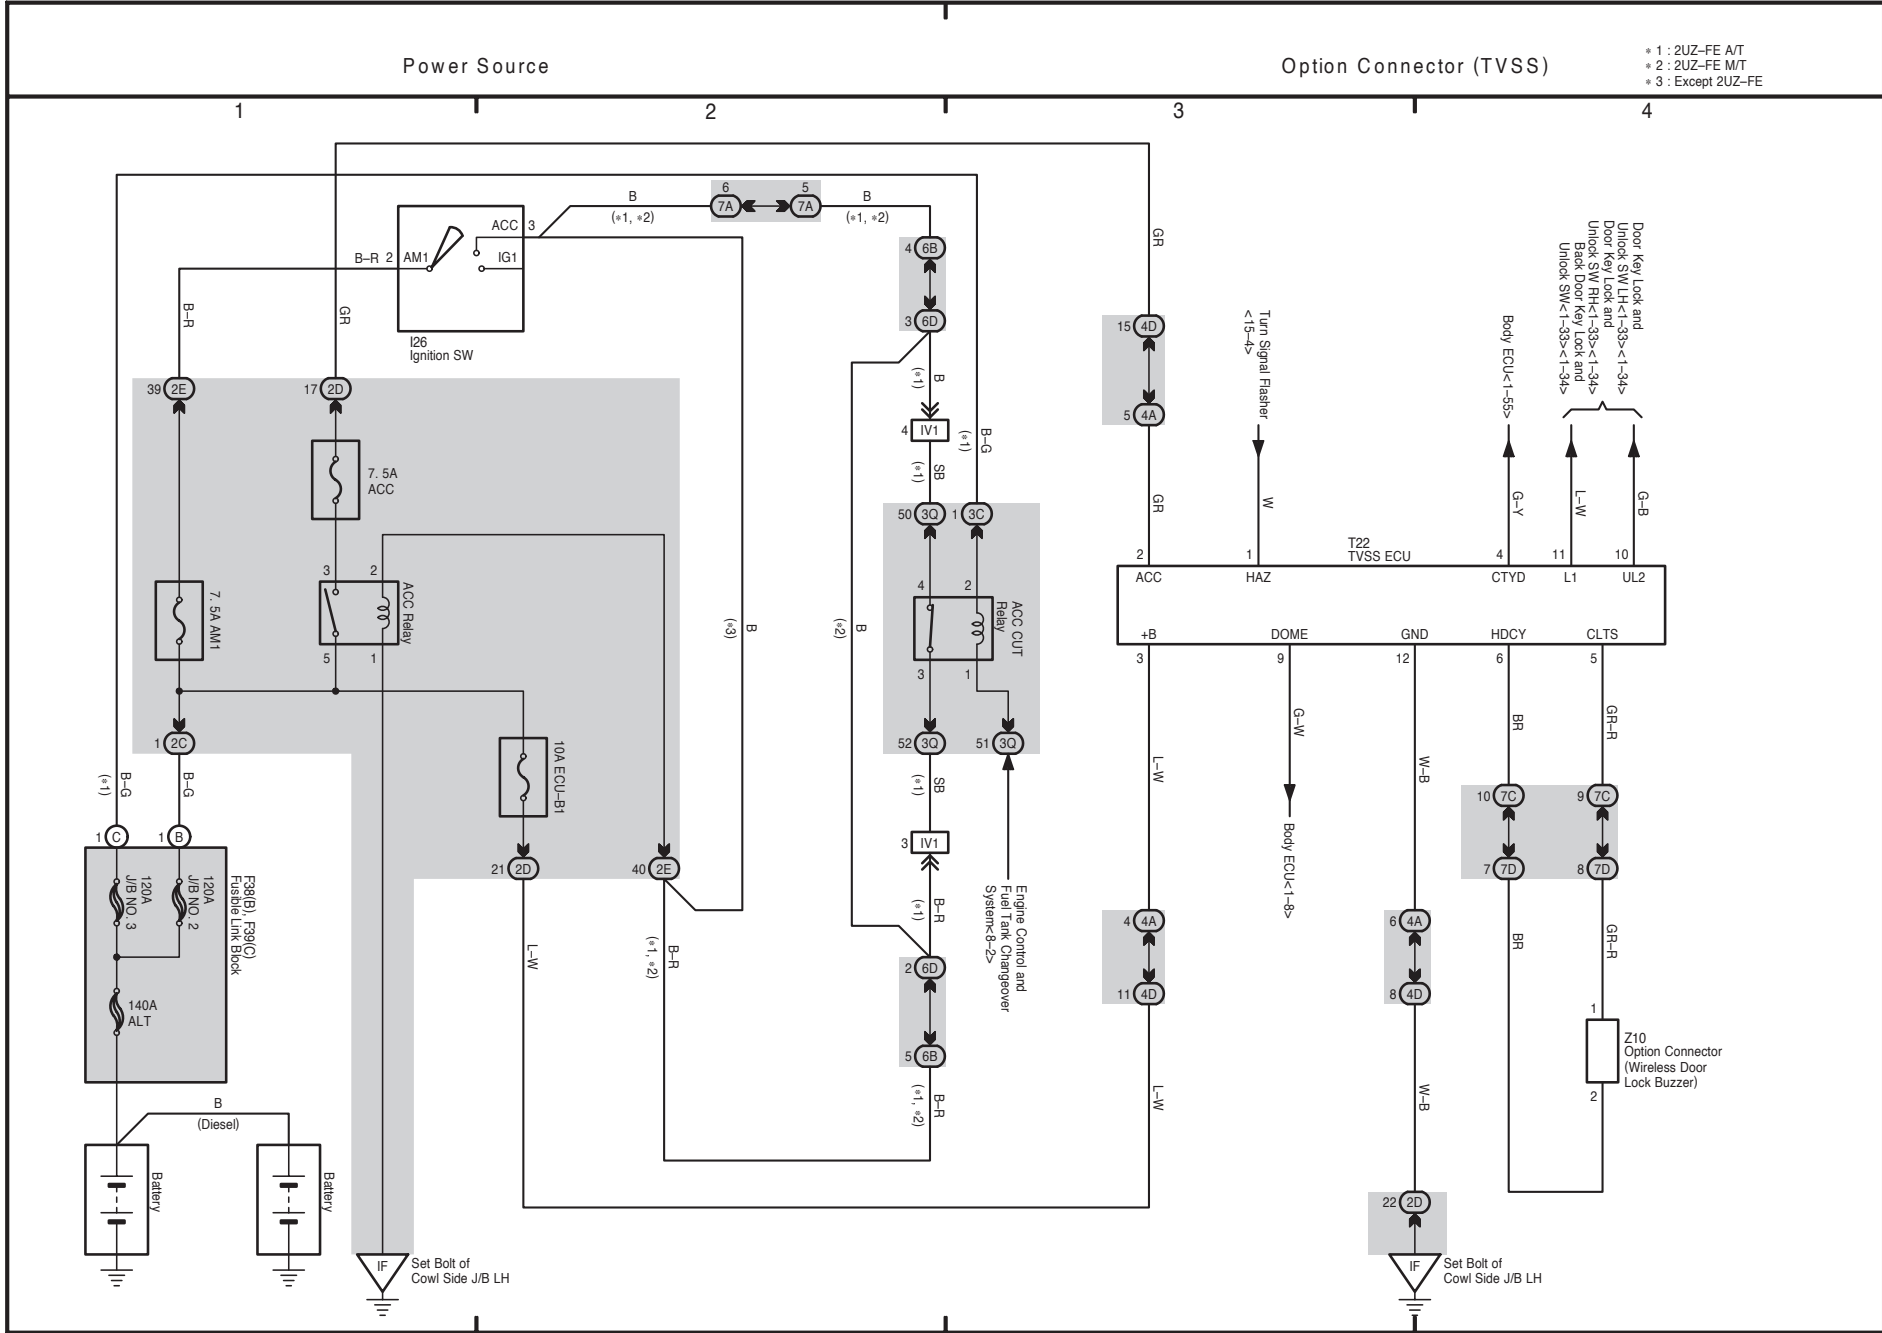 Power Source
Option Connector (TVSS)
* 1 : 2UZ–FE A/T
* 2 : 2UZ–FE M/T
* 3 : Except 2UZ–FE
1
2
3
4
B–R
2
AM1
ACC
3
IG1
I26
Ignition SW
B–R
GR
39
2E
17
2D
7. 5A
ACC
7. 5A AM1
3
2
5
1
ACC Relay
1
2C
10A ECU–B1
21
2D
40
2E
B–G
(*1)
B–G
1
C
1
B
120A
J/B NO. 3
120A
J/B NO. 2
F38(B), F39(C)
Fusible Link Block
140A
ALT
B
(Diesel)
Battery
Battery
IF
Set Bolt of
Cowl Side J/B LH
L–W
B–R
(*1, *2)
B
(*3)
B
(*1, *2)
6
7A
5
7A
B
(*1, *2)
4
6B
3
6D
B
(*1)
B
(*2)
4
IV1
SB
(*1)
B–G
(*1)
50
3Q
1
3C
4
2
3
1
ACC CUT
Relay
52
3Q
51
3Q
SB
(*1)
3
IV1
B–R
(*1)
Engine Control and
Fuel Tank Changeover
System<8–2>
2
6D
5
6B
B–R
(*1, *2)
GR
15
4D
5
4A
GR
Turn Signal Flasher
<15–4>
W
Body ECU<1–55>
G–Y
Door Key Lock and
Unlock SW LH<1–33><1–34>
Door Key Lock and
Unlock SW RH<1–33><1–34>
Back Door Key Lock and
Unlock SW<1–33><1–34>
L–W
G–B
T22
TVSS ECU
2
1
4
11
10
ACC
HAZ
CTYD
L1
UL2
+B
DOME
GND
HDCY
CLTS
3
9
12
6
5
L–W
G–W
W–B
BR
GR–R
Body ECU<1–8>
10
7C
9
7C
7
7D
8
7D
4
4A
11
4D
6
4A
8
4D
BR
GR–R
L–W
W–B
1
Z10
Option Connector
(Wireless Door
Lock Buzzer)
2
22
2D
IF
Set Bolt of
Cowl Side J/B LH